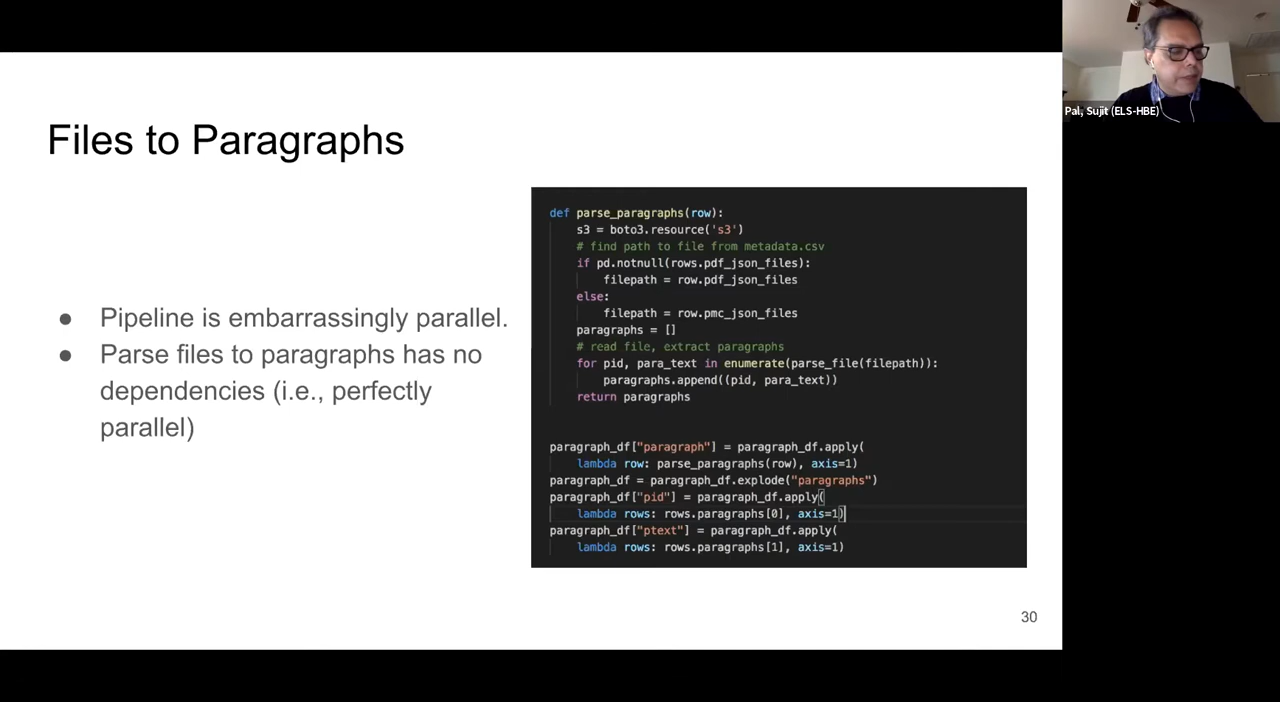 Files to Paragraphs
● Pipeline is embarrassingly parallel.
● Parse files to paragraphs has no
dependencies (i.e., perfectly
parallel)
def parse_paragraphs(row):
    s3 = boto3.resource('s3')
    # find path to file from metadata.csv
    if pd.notnull(rows.pdf_json_files):
        filepath = row.pdf_json_files
    else:
        filepath = row.pmc_json_files
    paragraphs = []
    # read file, extract paragraphs
    for pid, para_text in enumerate(parse_file(filepath)):
        paragraphs.append((pid, para_text))
    return paragraphs
paragraph_df["paragraph"] = paragraph_df.apply(
    lambda row: parse_paragraphs(row), axis=1)
paragraph_df = paragraph_df.explode("paragraphs")
paragraph_df["pid"] = paragraph_df.apply(
    lambda rows: rows.paragraphs[0], axis=1)
paragraph_df["ptext"] = paragraph_df.apply(
    lambda rows: rows.paragraphs[1], axis=1)
30
Pal, Sujit (ELS-HBE)